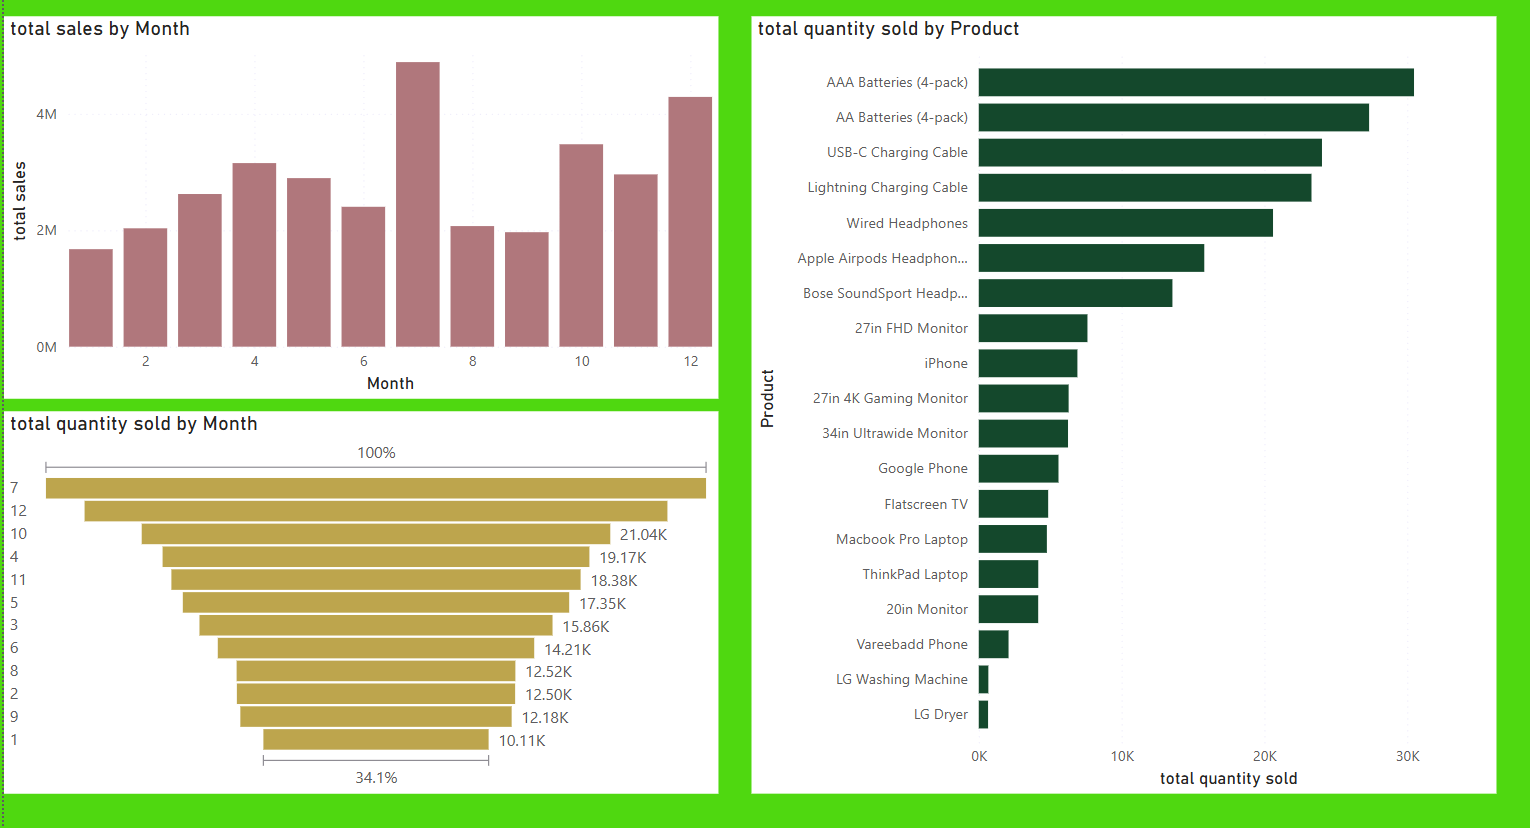 total sales by Month
total sales
4M
2M
0M
2 4 6 8 10 12
Month
total quantity sold by Month
100%
7
12
10 21.04K
4 19.17K
11 18.38K
5 17.35K
3 15.86K
6 14.21K
8 12.52K
2 12.50K
9 12.18K
1 10.11K
34.1%
total quantity sold by Product
Product
AAA Batteries (4-pack)
AA Batteries (4-pack)
USB-C Charging Cable
Lightning Charging Cable
Wired Headphones
Apple Airpods Headphon...
Bose SoundSport Headp...
27in FHD Monitor
iPhone
27in 4K Gaming Monitor
34in Ultrawide Monitor
Google Phone
Flatscreen TV
Macbook Pro Laptop
ThinkPad Laptop
20in Monitor
Vareebadd Phone
LG Washing Machine
LG Dryer
0K 10K 20K 30K
total quantity sold